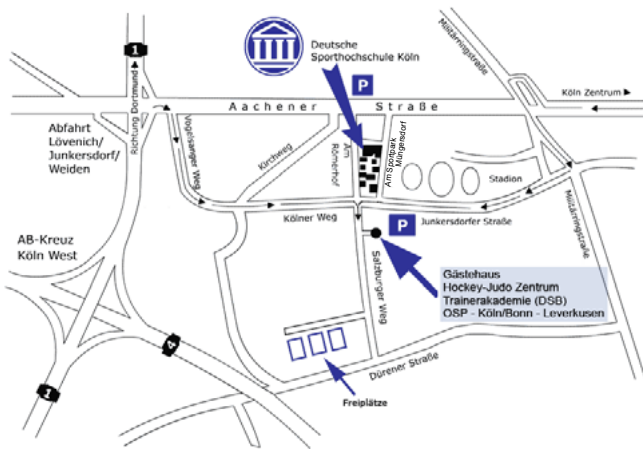 Deutsche
Sporthochschule Köln
P
Militärringstraße
Köln Zentrum
1
Richtung Dortmund
Aachener Straße
Abfahrt
Lövenich/
Junkersdorf/
Weiden
Vogelsanger Weg
Kirchweg
Am
Römerhof
Am Sportpark
Müngersdorf
Stadion
Kölner Weg
P
Junkersdorfer Straße
Militärringstraße
AB-Kreuz
Köln West
Salzburger Weg
Gästehaus
Hockey-Judo Zentrum
Trainerakademie (DSB)
OSP - Köln/Bonn - Leverkusen
4
1
Dürener Straße
Freiplätze